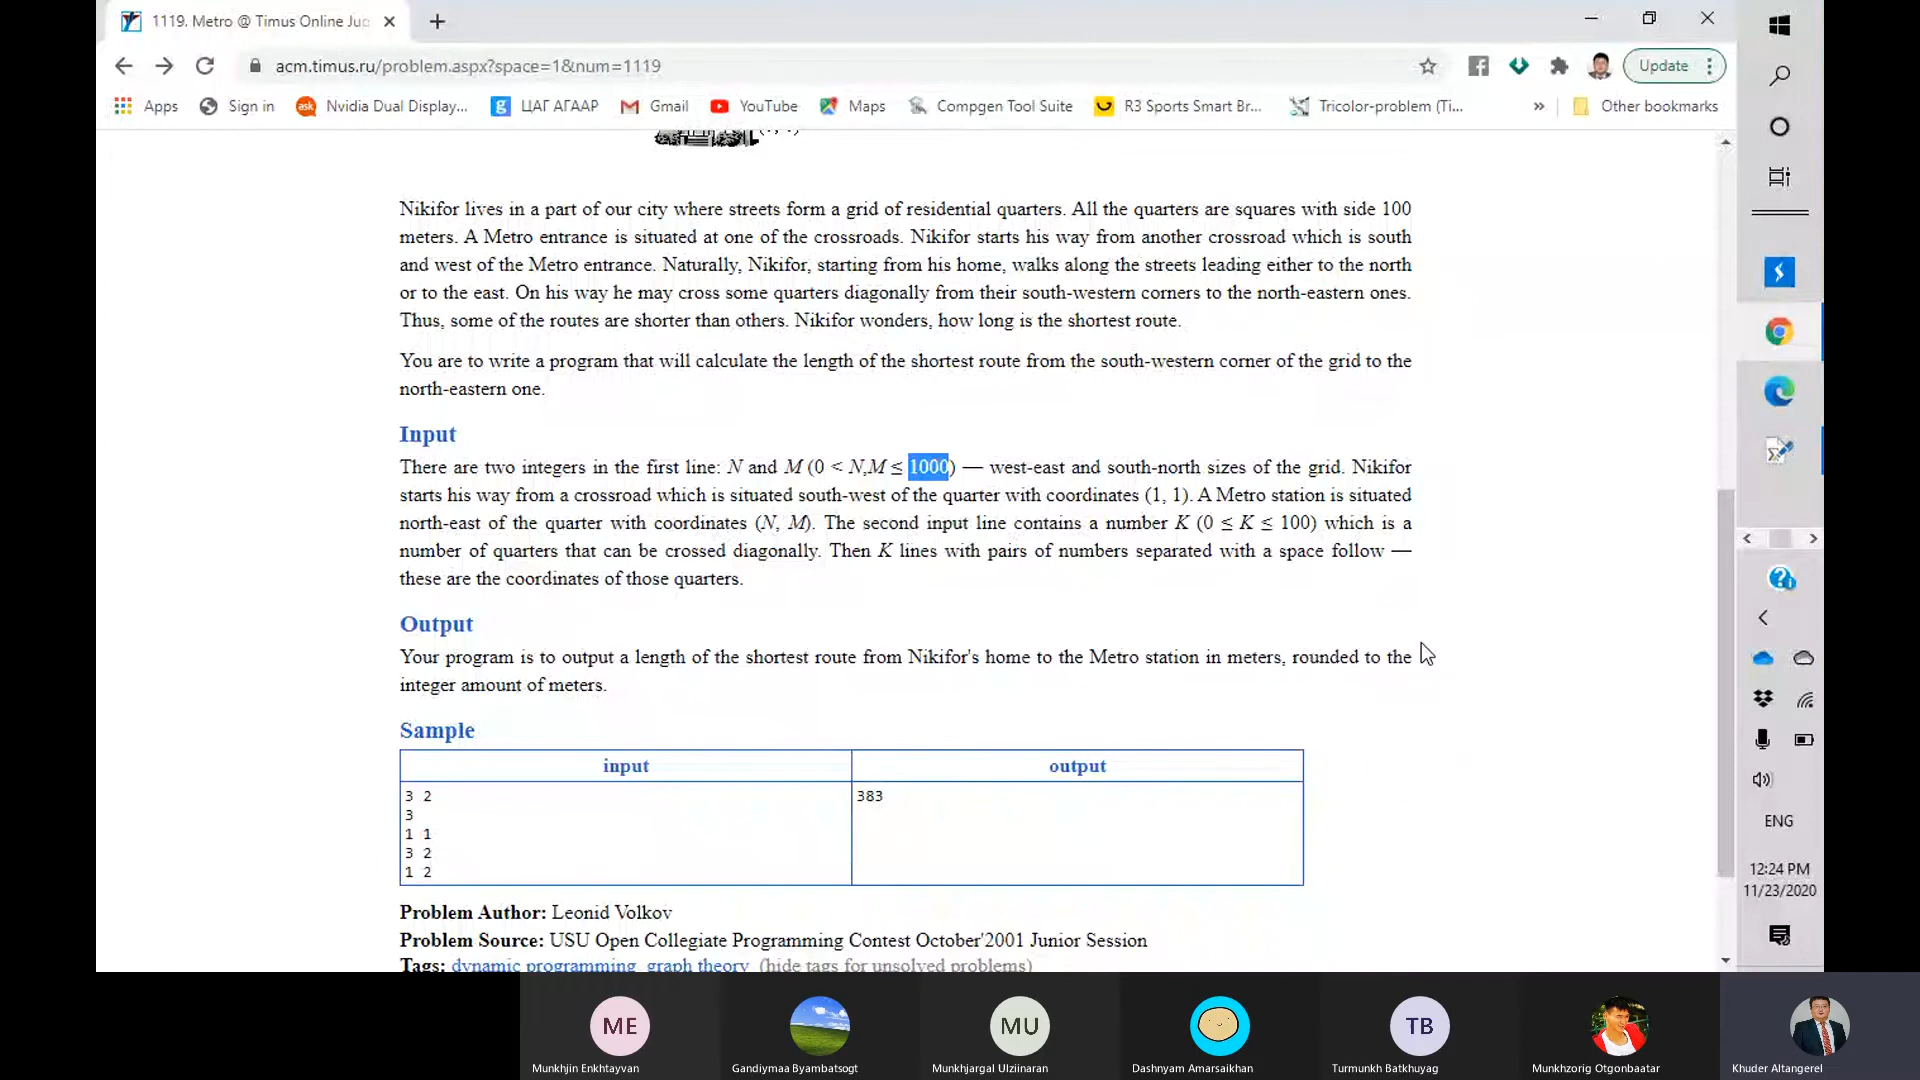 1119. Metro @ Timus Online Jud
acm.timus.ru/problem.aspx?space=1&num=1119
Update
Apps Sign in Nvidia Dual Display... ЦАГ АГААР Gmail YouTube Maps Compgen Tool Suite R3 Sports Smart Br... Tricolor-problem (Ti... » Other bookmarks
Nikifor lives in a part of our city where streets form a grid of residential quarters. All the quarters are squares with side 100
meters. A Metro entrance is situated at one of the crossroads. Nikifor starts his way from another crossroad which is south
and west of the Metro entrance. Naturally, Nikifor, starting from his home, walks along the streets leading either to the north
or to the east. On his way he may cross some quarters diagonally from their south-western corners to the north-eastern ones.
Thus, some of the routes are shorter than others. Nikifor wonders, how long is the shortest route.
You are to write a program that will calculate the length of the shortest route from the south-western corner of the grid to the
north-eastern one.
Input
There are two integers in the first line: N and M (0 < N,M ≤ 1000) — west-east and south-north sizes of the grid. Nikifor
starts his way from a crossroad which is situated south-west of the quarter with coordinates (1, 1). A Metro station is situated
north-east of the quarter with coordinates (N, M). The second input line contains a number K (0 ≤ K ≤ 100) which is a
number of quarters that can be crossed diagonally. Then K lines with pairs of numbers separated with a space follow —
these are the coordinates of those quarters.
Output
Your program is to output a length of the shortest route from Nikifor's home to the Metro station in meters, rounded to the
integer amount of meters.
Sample
input output
3 2 383
3
1 1
3 2
1 2
Problem Author: Leonid Volkov
Problem Source: USU Open Collegiate Programming Contest October'2001 Junior Session
Tags: dynamic programming graph theory (hide tags for unsolved problems)
ENG
12:24 PM
11/23/2020
ME MU TB
Munkhjin Enkhtayvan Gandiymaa Byambatsogt Munkhjargal Ulziinaran Dashnyam Amarsaikhan Turmunkh Batkhuyag Munkhzorig Otgonbaatar Khuder Altangerel